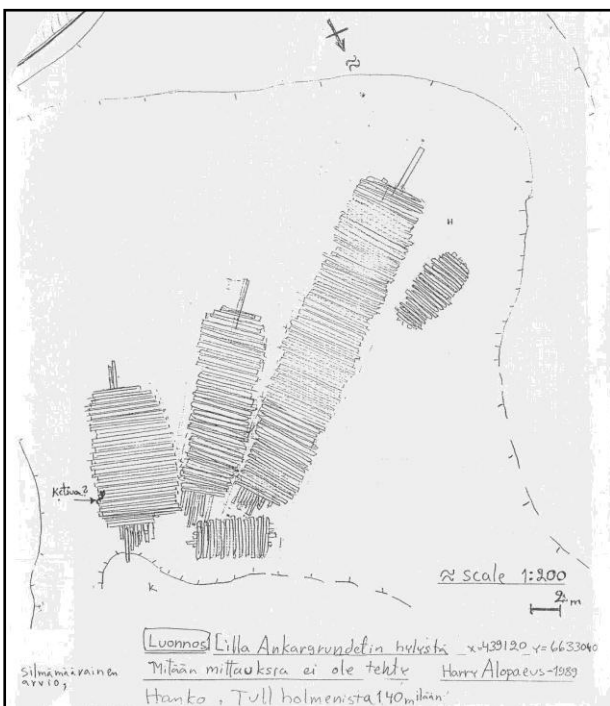 ≈
H
Kölava?
K
≈ scale 1:200
2 m
Luonnos Lilla Ankargrundetin hylystä x=439120 y=6633040
Silmämääräinen arvio,
Mitään mittauksia ei ole tehty Harry Alopaeus-1989
Hanko, Tullholmenista 140 m itään